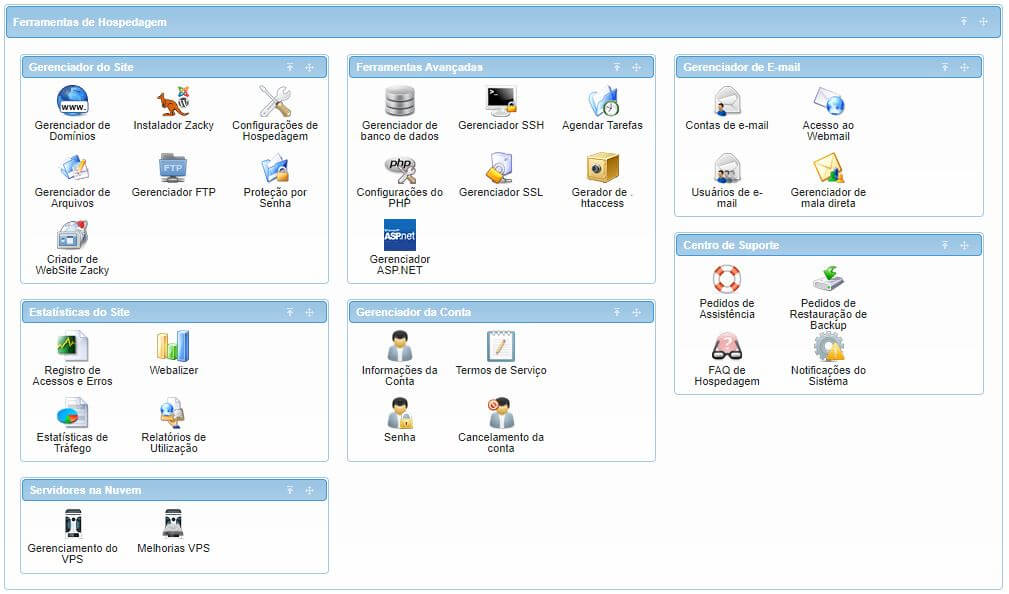 Ferramentas de Hospedagem
Gerenciador do Site
www.
Gerenciador de
Domínios
Instalador Zacky
Configurações de
Hospedagem
Gerenciador de
Arquivos
FTP
Gerenciador FTP
Proteção por
Senha
Criador de
WebSite Zacky
Ferramentas Avançadas
Gerenciador de
banco de dados
Gerenciador SSH
Agendar Tarefas
php
Configurações do
PHP
Gerenciador SSL
Gerador de .
htaccess
ASP.net
Gerenciador
ASP.NET
Gerenciador de E-mail
Contas de e-mail
Acesso ao
Webmail
Usuários de e-
mail
Gerenciador de
mala direta
Centro de Suporte
Pedidos de
Assistência
Pedidos de
Restauração de
Backup
FAQ de
Hospedagem
Notificações do
Sistema
Estatísticas do Site
Registro de
Acessos e Erros
Webalizer
Estatísticas de
Tráfego
Relatórios de
Utilização
Gerenciador da Conta
Informações da
Conta
Termos de Serviço
Senha
Cancelamento da
conta
Servidores na Nuvem
Gerenciamento do
VPS
Melhorias VPS